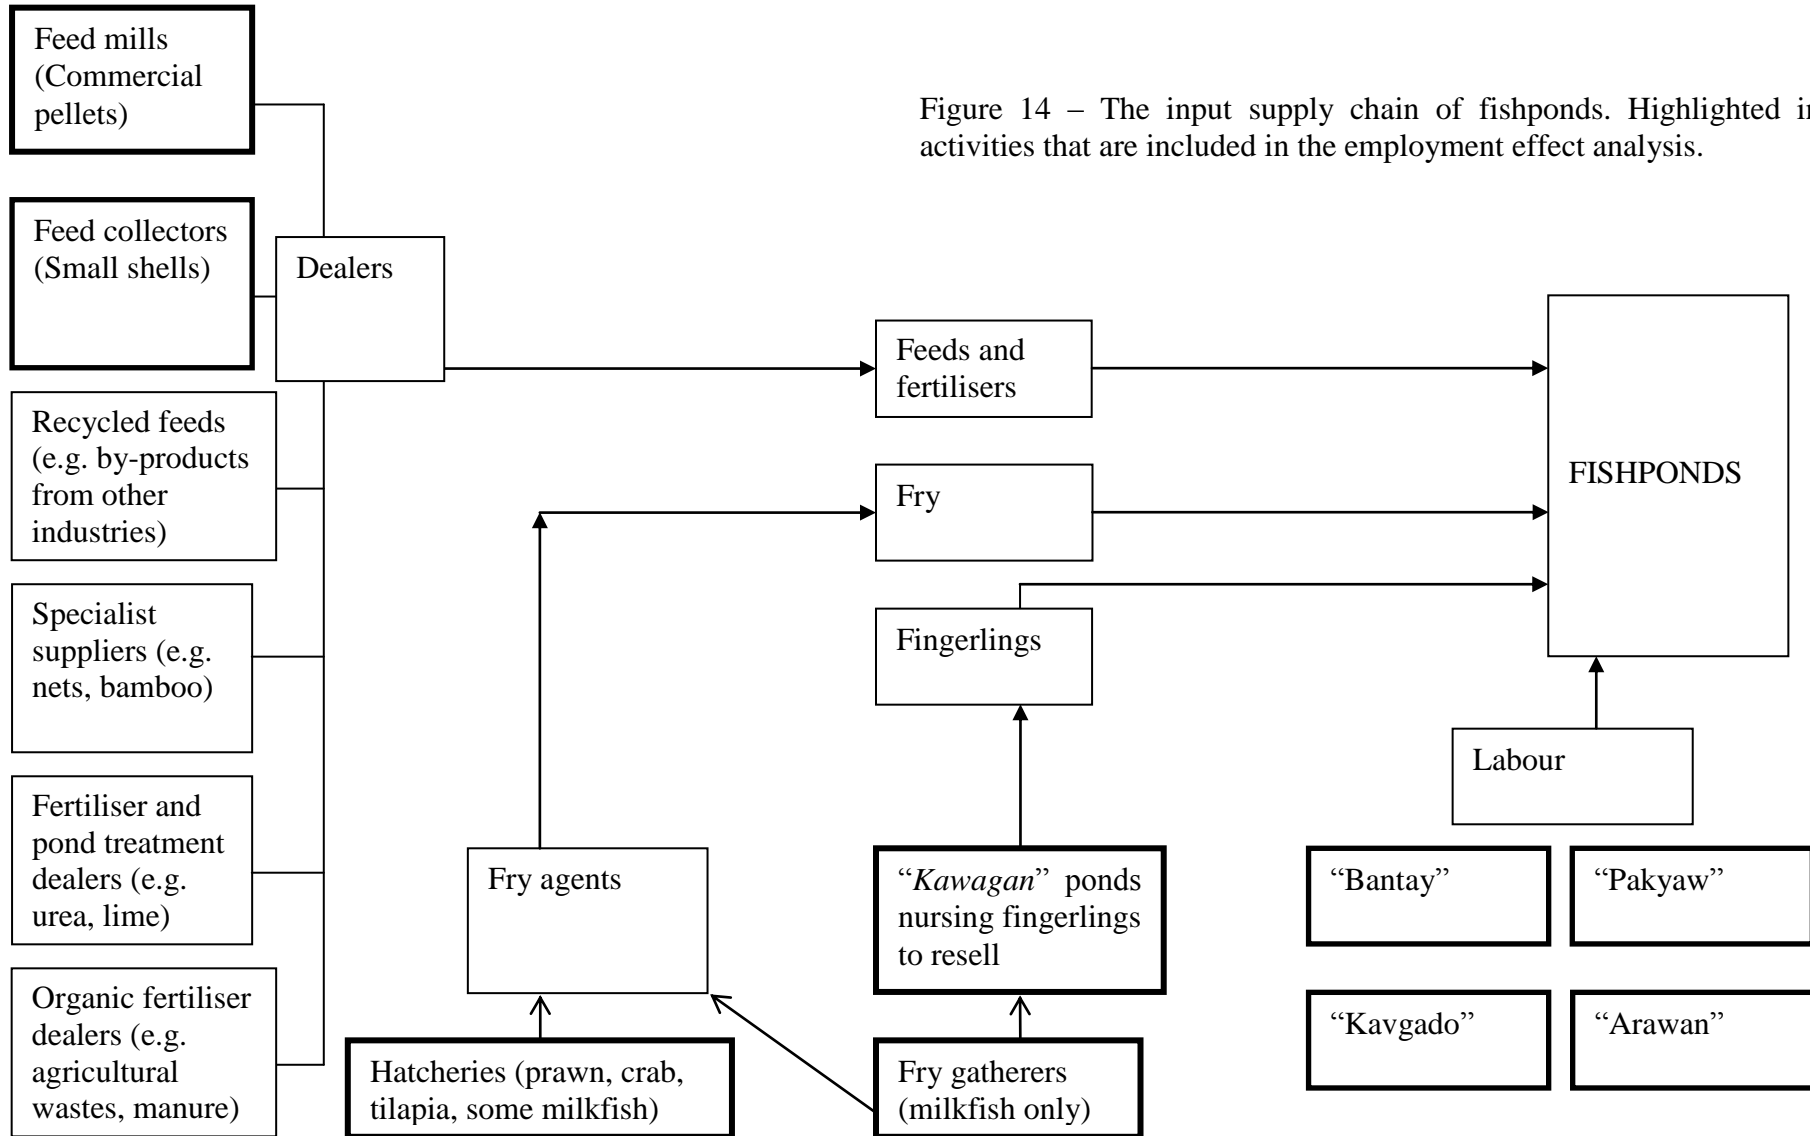 Feed mills
(Commercial
pellets)
Figure 14 – The input supply chain of fishponds. Highlighted in
activities that are included in the employment effect analysis.
Feed collectors
(Small shells)
Dealers
Recycled feeds
(e.g. by-products
from other
industries)
Specialist
suppliers (e.g.
nets, bamboo)
Fertiliser and
pond treatment
dealers (e.g.
urea, lime)
Organic fertiliser
dealers (e.g.
agricultural
wastes, manure)
Feeds and
fertilisers
Fry
Fingerlings
FISHPONDS
Labour
Fry agents
“Kawagan” ponds
nursing fingerlings
to resell
“Bantay”
“Pakyaw”
“Kavgado”
“Arawan”
Hatcheries (prawn, crab,
tilapia, some milkfish)
Fry gatherers
(milkfish only)